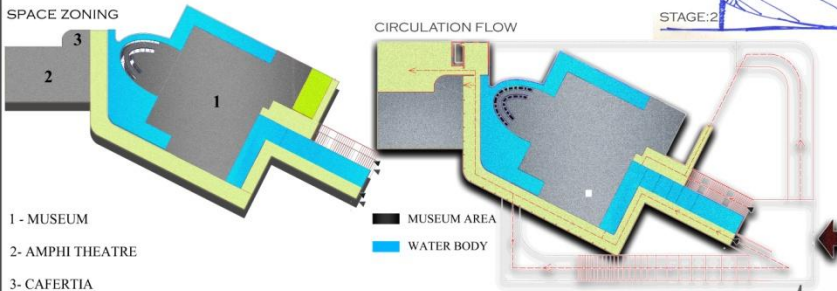 SPACE ZONING
CIRCULATION FLOW
STAGE:2
3
2
1
1 - MUSEUM
2- AMPHI THEATRE
3- CAFERTIA
MUSEUM AREA
WATER BODY